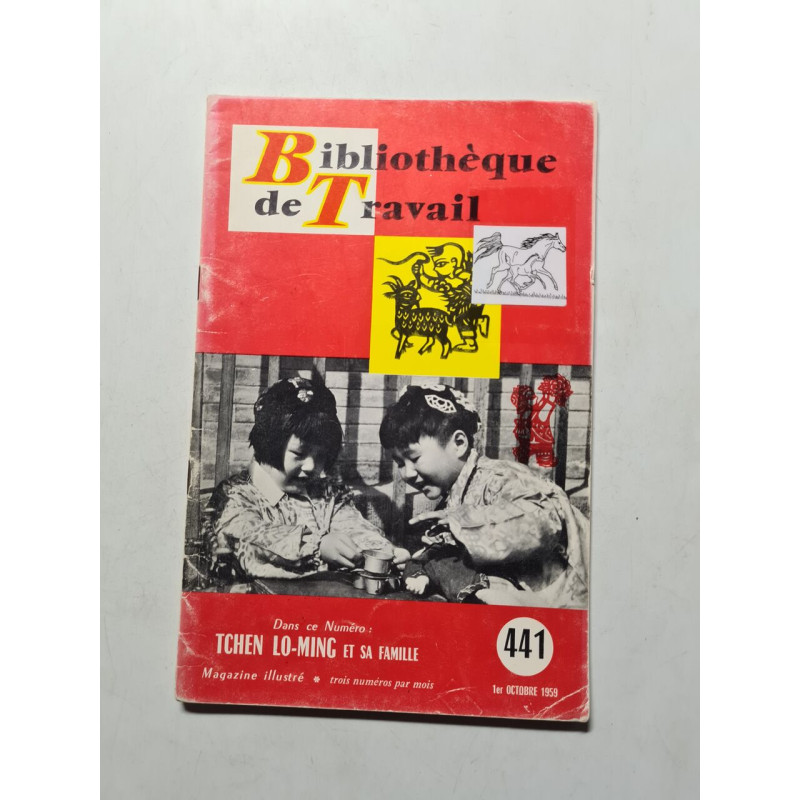 Bibliothèque
de Travail
Dans ce Numéro :
TCHEN LO-MING ET SA FAMILLE
441
Magazine illustré * trois numéros par mois
1er OCTOBRE 1959